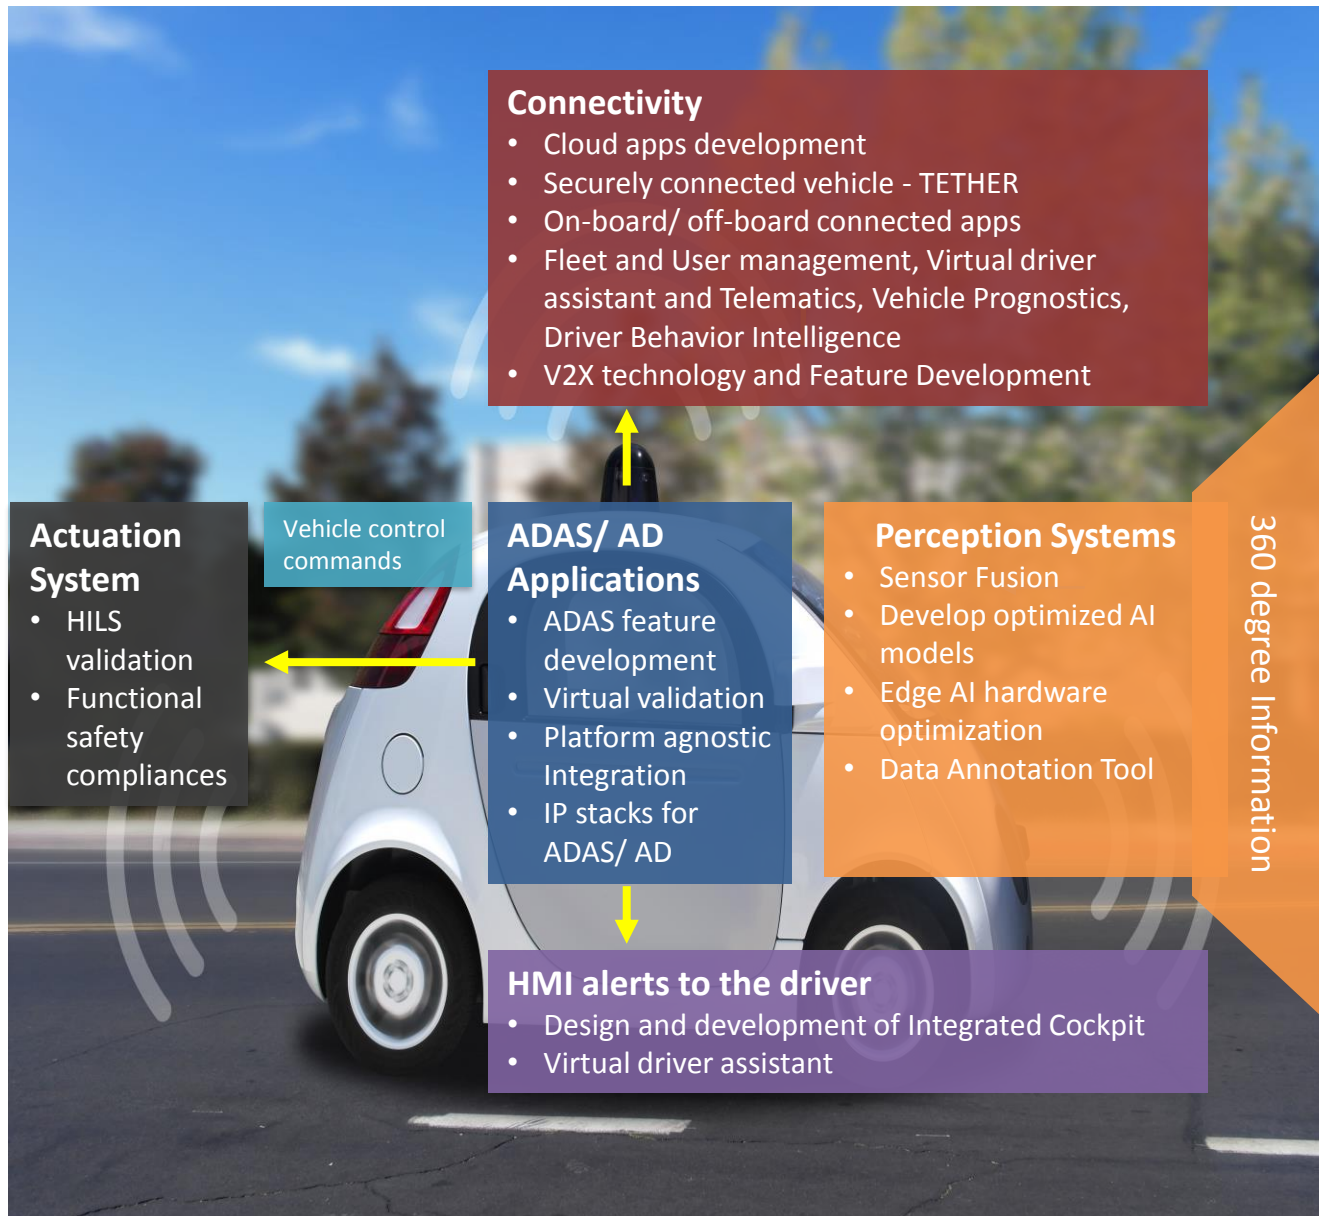 Connectivity
• Cloud apps development
• Securely connected vehicle - TETHER
• On-board/ off-board connected apps
• Fleet and User management, Virtual driver
assistant and Telematics, Vehicle Prognostics,
Driver Behavior Intelligence
• V2X technology and Feature Development
Actuation
System
• HILS
validation
• Functional
safety
compliances
Vehicle control
commands
ADAS/ AD
Applications
• ADAS feature
development
• Virtual validation
• Platform agnostic
Integration
• IP stacks for
ADAS/ AD
Perception Systems
• Sensor Fusion
• Develop optimized AI
models
• Edge AI hardware
optimization
• Data Annotation Tool
360 degree Information
HMI alerts to the driver
• Design and development of Integrated Cockpit
• Virtual driver assistant